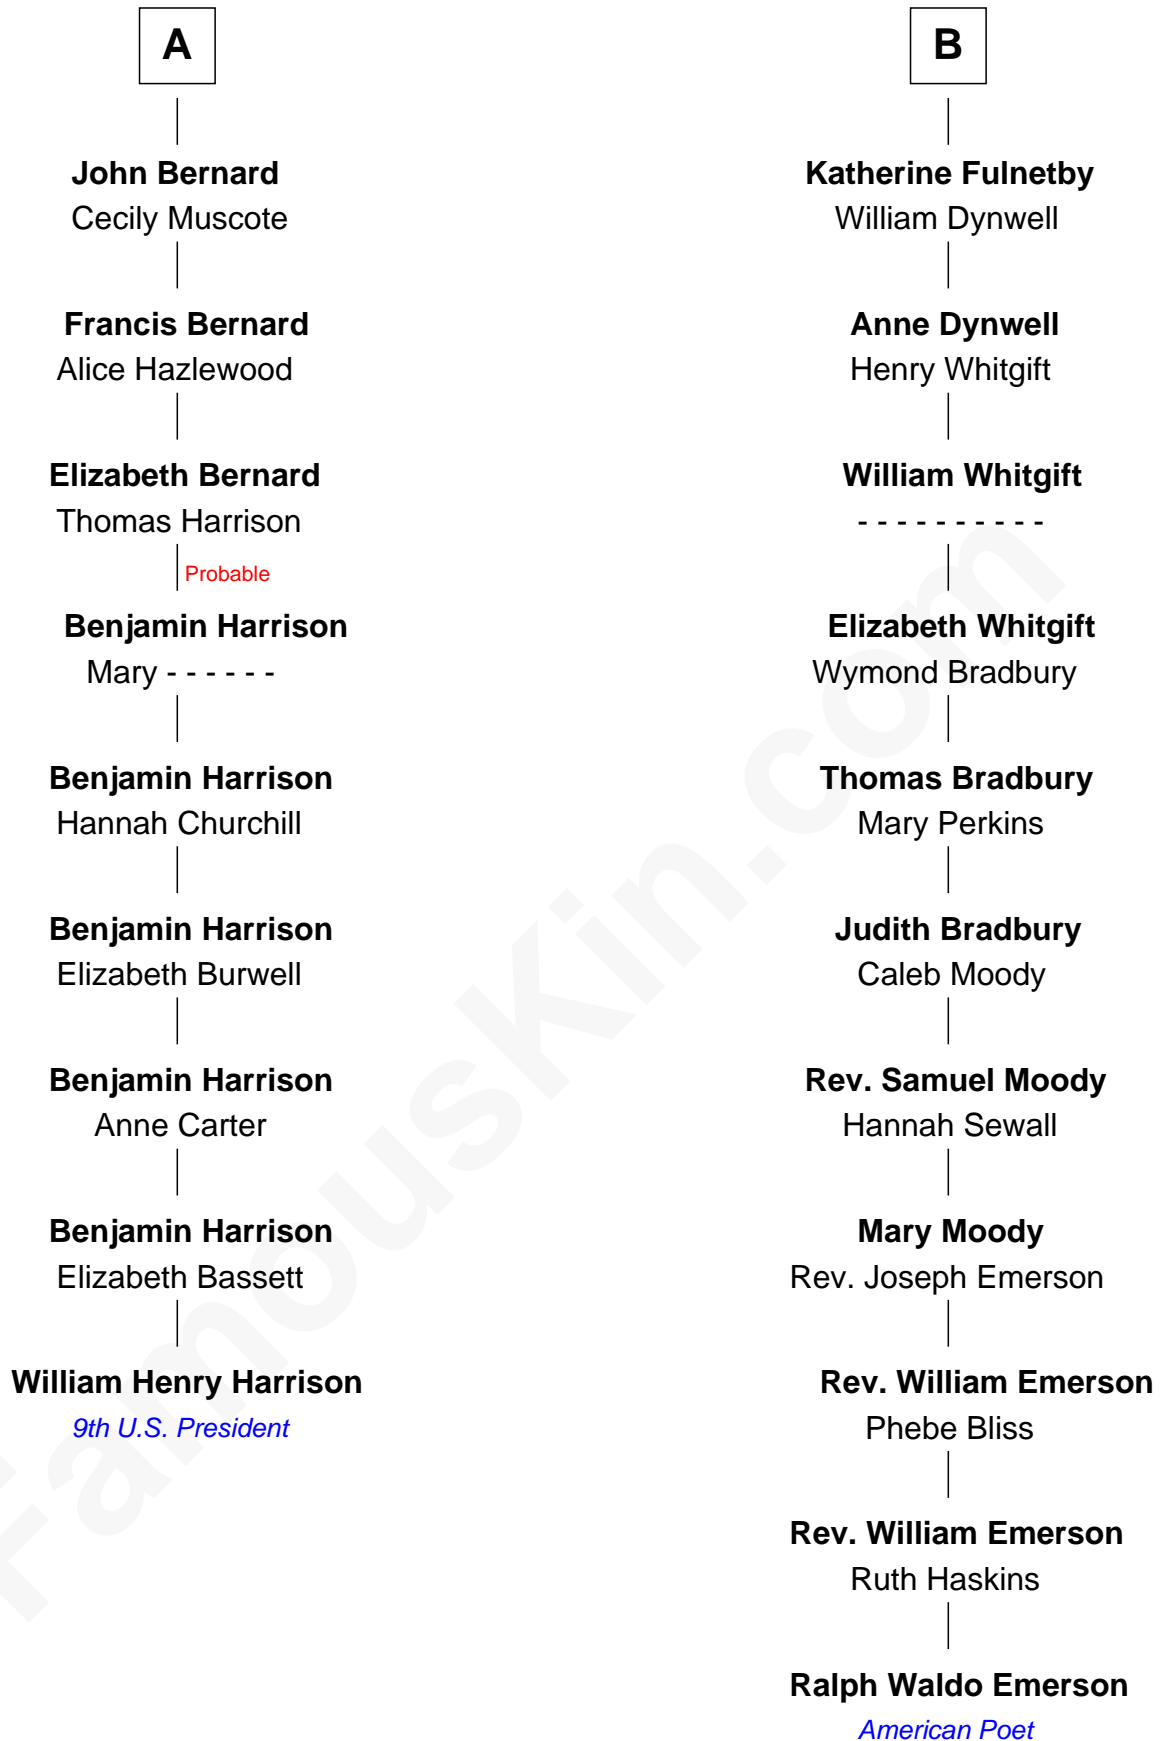 A
John Bernard
Cecily Muscote
Francis Bernard
Alice Hazlewood
Elizabeth Bernard
Thomas Harrison
Probable
Benjamin Harrison
Mary - - - - - -
Benjamin Harrison
Hannah Churchill
Benjamin Harrison
Elizabeth Burwell
Benjamin Harrison
Anne Carter
Benjamin Harrison
Elizabeth Bassett
William Henry Harrison
9th U.S. President
B
Katherine Fulnetby
William Dynwell
Anne Dynwell
Henry Whitgift
William Whitgift
- - - - - - - - - -
Elizabeth Whitgift
Wymond Bradbury
Thomas Bradbury
Mary Perkins
Judith Bradbury
Caleb Moody
Rev. Samuel Moody
Hannah Sewall
Mary Moody
Rev. Joseph Emerson
Rev. William Emerson
Phebe Bliss
Rev. William Emerson
Ruth Haskins
Ralph Waldo Emerson
American Poet
FamousKin.com